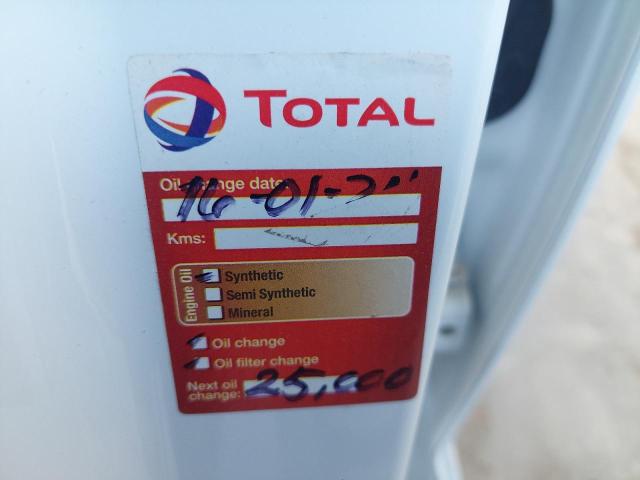 TOTAL
Oil change date:
16-01-
Kms:
Engine Oil
Synthetic
Semi Synthetic
Mineral
Oil change
Oil filter change
Next oil change: 25,000